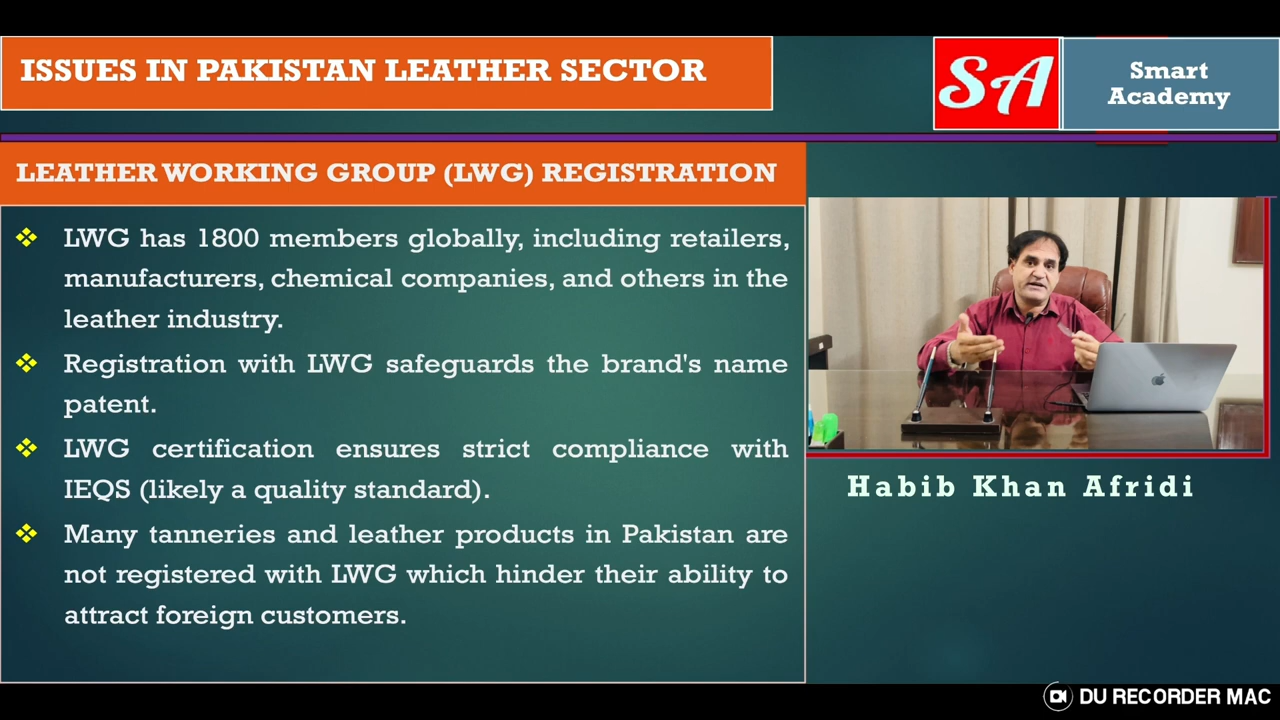 ISSUES IN PAKISTAN LEATHER SECTOR
SA
Smart
Academy
LEATHER WORKING GROUP (LWG) REGISTRATION
LWG has 1800 members globally, including retailers,
manufacturers, chemical companies, and others in the
leather industry.
Registration with LWG safeguards the brand's name
patent.
LWG certification ensures strict compliance with
IEQS (likely a quality standard).
Many tanneries and leather products in Pakistan are
not registered with LWG which hinder their ability to
attract foreign customers.
Habib Khan Afridi
DU RECORDER MAC